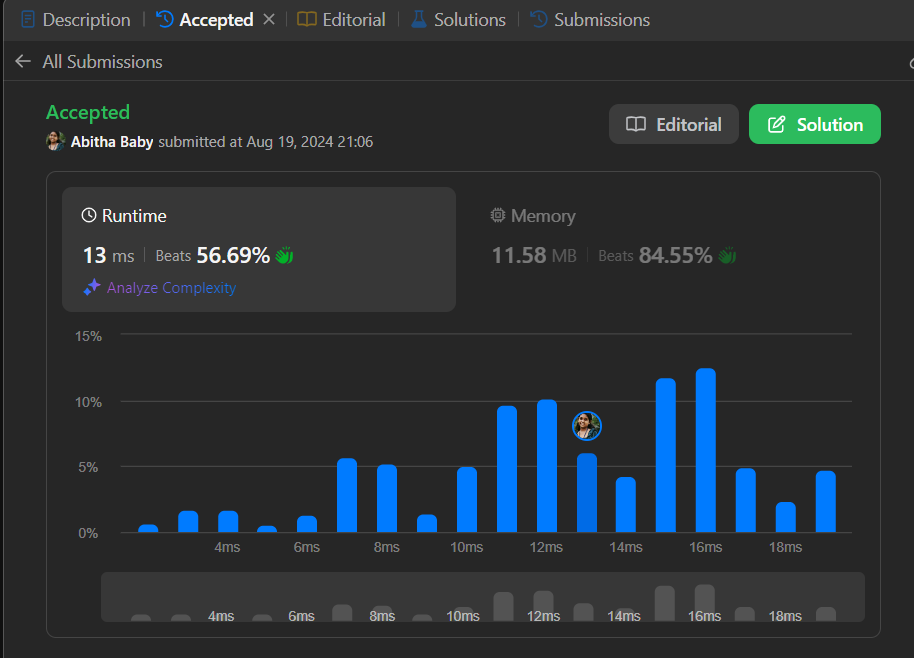 Description Accepted Editorial Solutions Submissions
All Submissions
Accepted
Abitha Baby submitted at Aug 19, 2024 21:06
Editorial
Solution
Runtime
13 ms Beats 56.69%
Analyze Complexity
Memory
11.58 MB Beats 84.55%
15%
10%
5%
0%
4ms 6ms 8ms 10ms 12ms 14ms 16ms 18ms
4ms 6ms 8ms 10ms 12ms 14ms 16ms 18ms